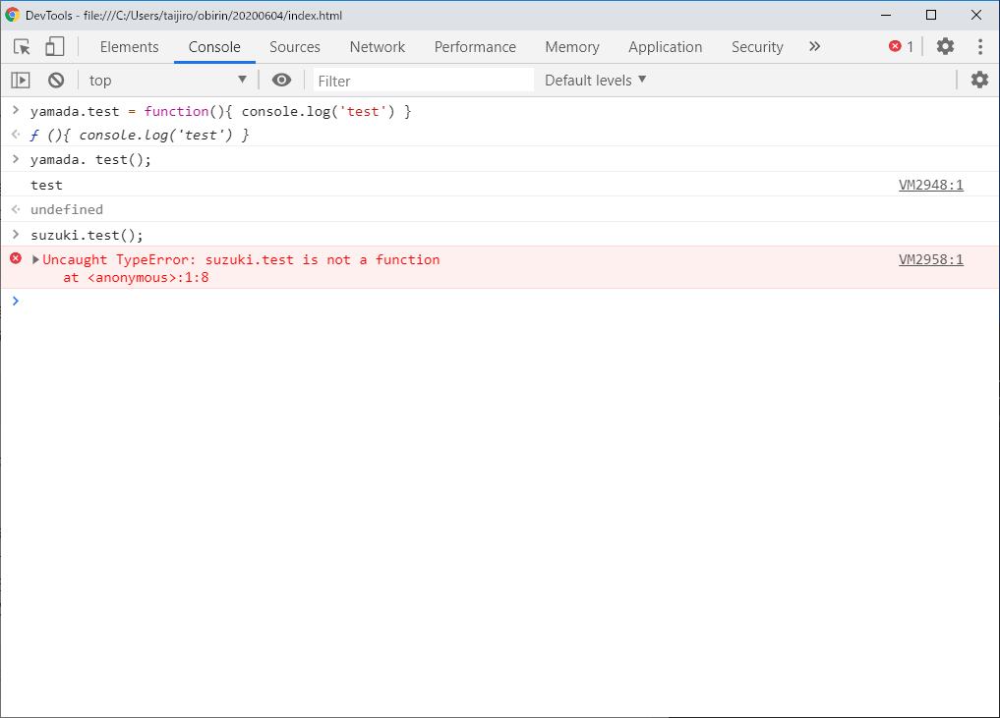 DevTools - file:///C:/Users/taijiro/obirin/20200604/index.html
Elements Console Sources Network Performance Memory Application Security » 1
top Filter Default levels
> yamada.test = function(){ console.log('test') }
ƒ (){ console.log('test') }
> yamada. test();
test VM2948:1
undefined
> suzuki.test();
Uncaught TypeError: suzuki.test is not a function VM2958:1
at <anonymous>:1:8
>